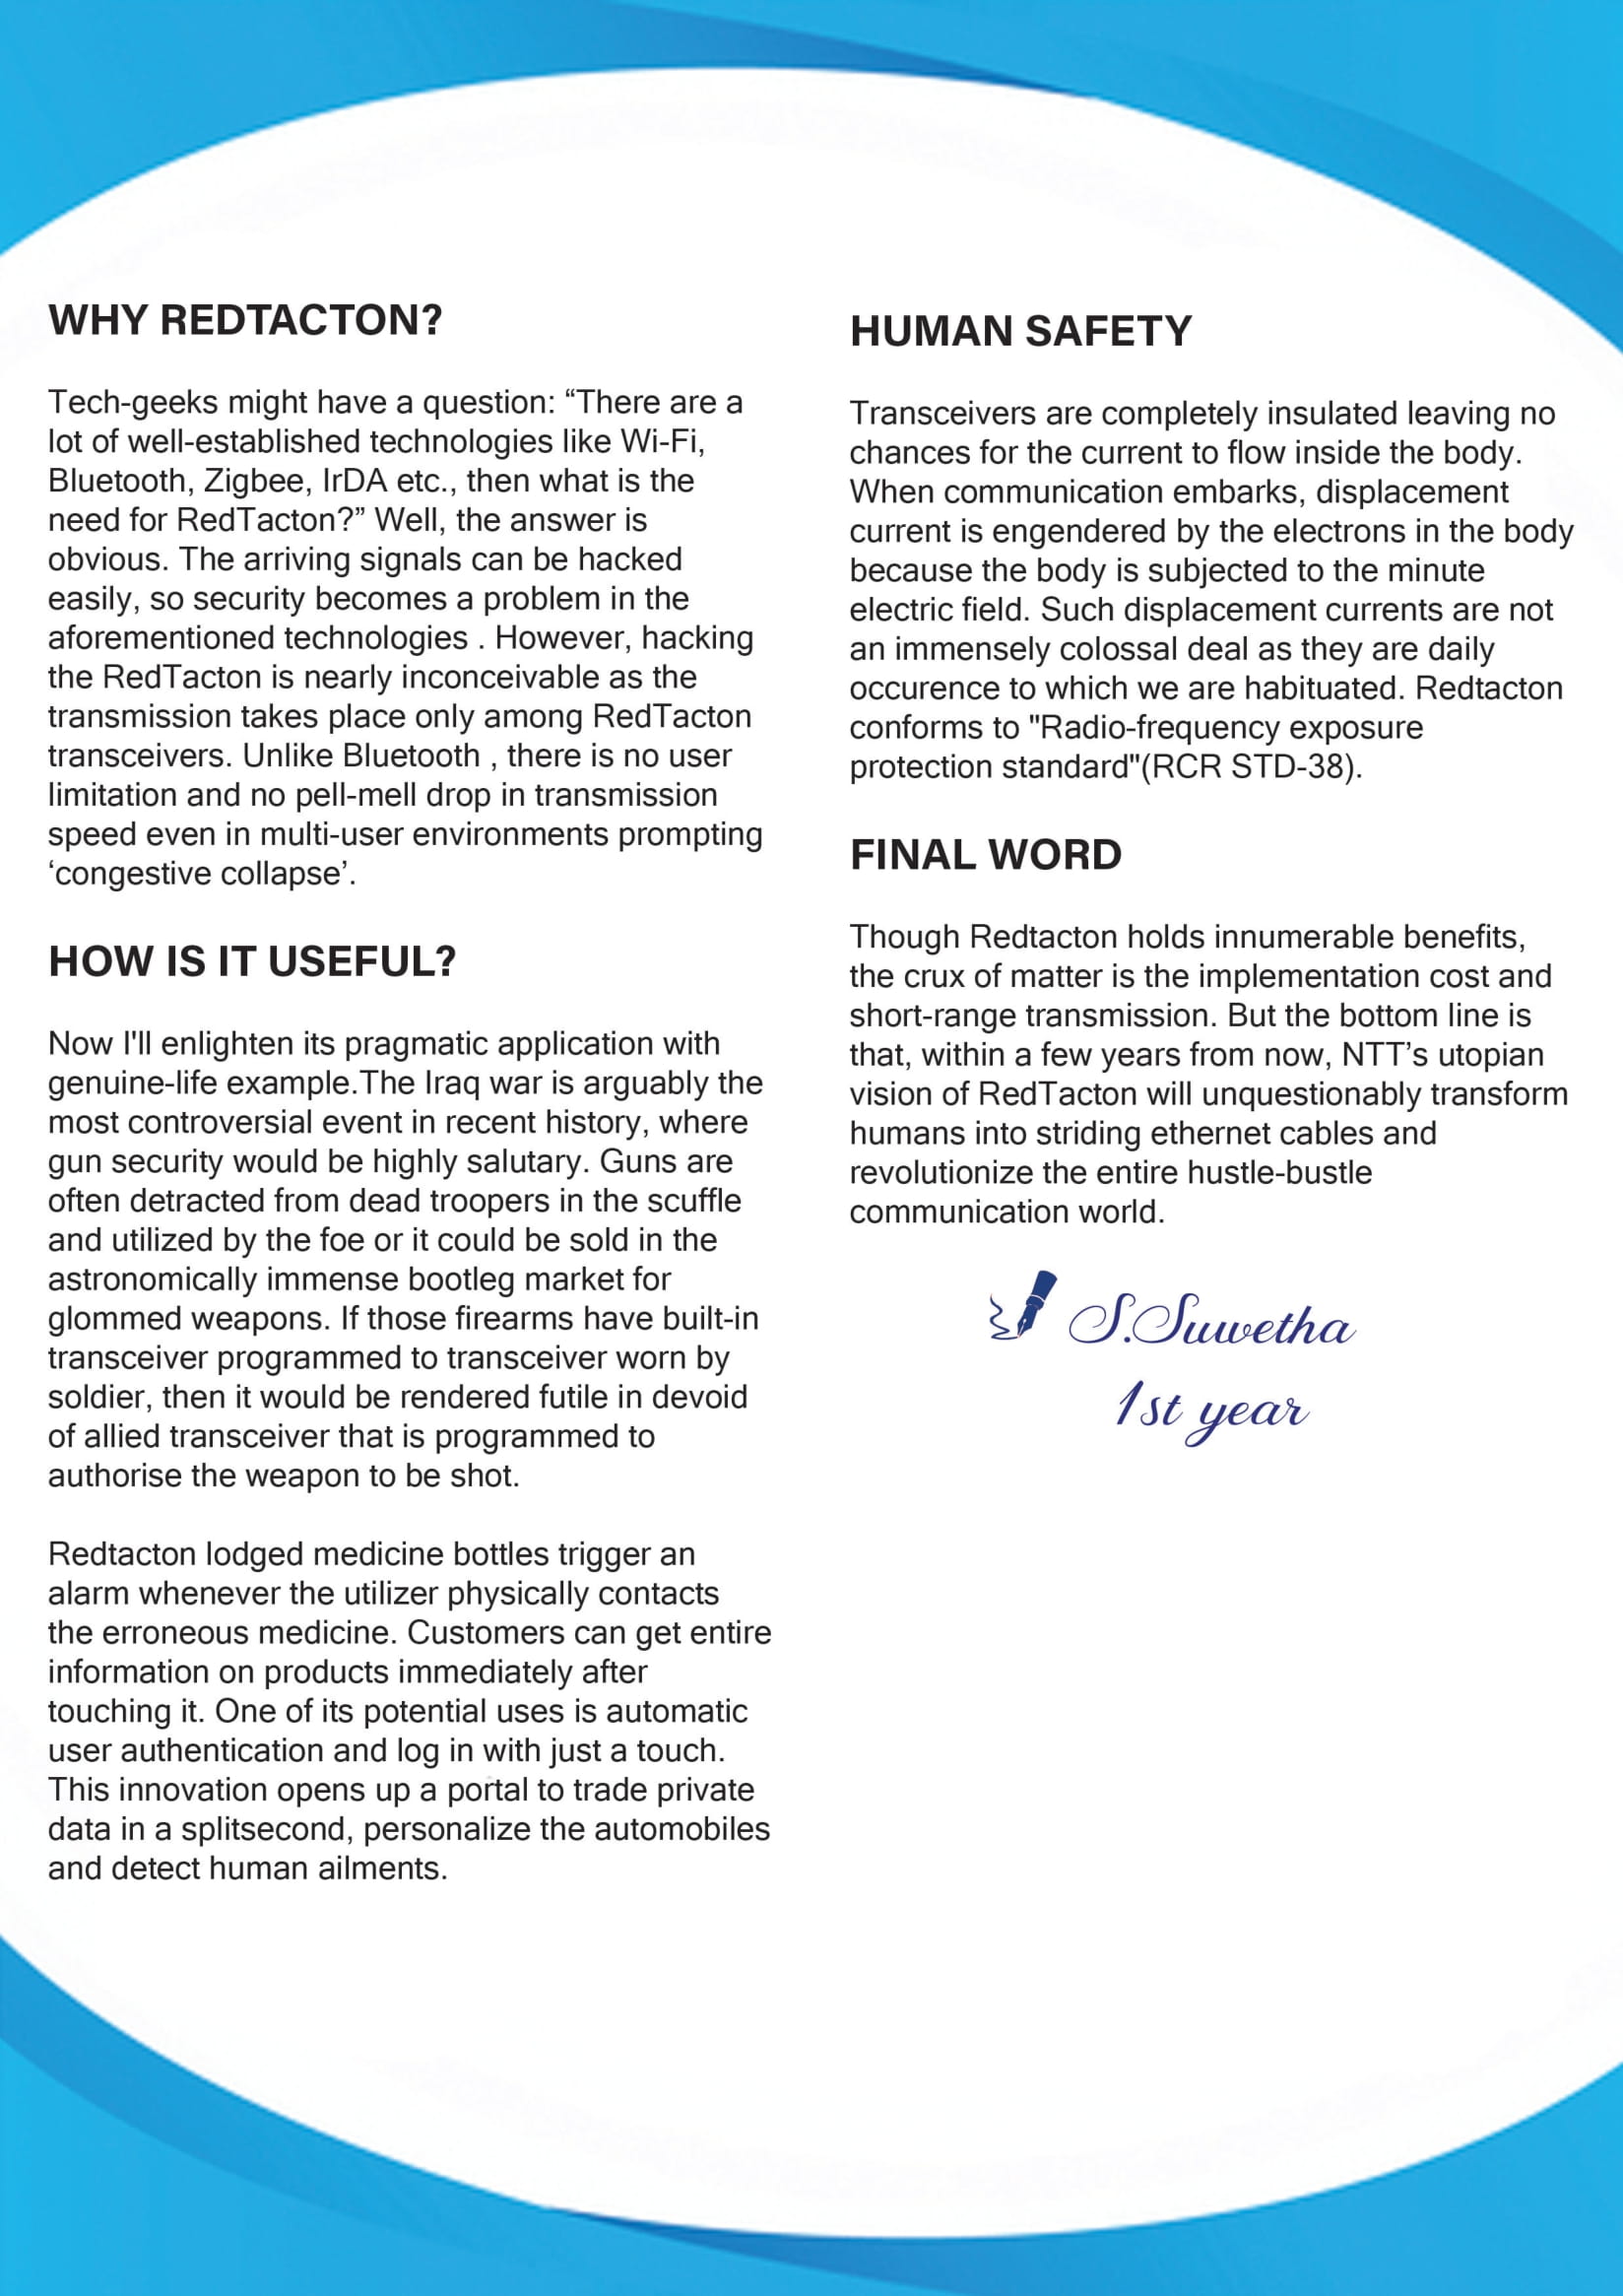 WHY REDTACTON?
Tech-geeks might have a question: “There are a
lot of well-established technologies like Wi-Fi,
Bluetooth, Zigbee, IrDA etc., then what is the
need for RedTacton?” Well, the answer is
obvious. The arriving signals can be hacked
easily, so security becomes a problem in the
aforementioned technologies . However, hacking
the RedTacton is nearly inconceivable as the
transmission takes place only among RedTacton
transceivers. Unlike Bluetooth , there is no user
limitation and no pell-mell drop in transmission
speed even in multi-user environments prompting
‘congestive collapse’.
HOW IS IT USEFUL?
Now I'll enlighten its pragmatic application with
genuine-life example.The Iraq war is arguably the
most controversial event in recent history, where
gun security would be highly salutary. Guns are
often detracted from dead troopers in the scuffle
and utilized by the foe or it could be sold in the
astronomically immense bootleg market for
glommed weapons. If those firearms have built-in
transceiver programmed to transceiver worn by
soldier, then it would be rendered futile in devoid
of allied transceiver that is programmed to
authorise the weapon to be shot.
Redtacton lodged medicine bottles trigger an
alarm whenever the utilizer physically contacts
the erroneous medicine. Customers can get entire
information on products immediately after
touching it. One of its potential uses is automatic
user authentication and log in with just a touch.
This innovation opens up a portal to trade private
data in a splitsecond, personalize the automobiles
and detect human ailments.
HUMAN SAFETY
Transceivers are completely insulated leaving no
chances for the current to flow inside the body.
When communication embarks, displacement
current is engendered by the electrons in the body
because the body is subjected to the minute
electric field. Such displacement currents are not
an immensely colossal deal as they are daily
occurence to which we are habituated. Redtacton
conforms to "Radio-frequency exposure
protection standard"(RCR STD-38).
FINAL WORD
Though Redtacton holds innumerable benefits,
the crux of matter is the implementation cost and
short-range transmission. But the bottom line is
that, within a few years from now, NTT’s utopian
vision of RedTacton will unquestionably transform
humans into striding ethernet cables and
revolutionize the entire hustle-bustle
communication world.
S.Suwetha
1st year